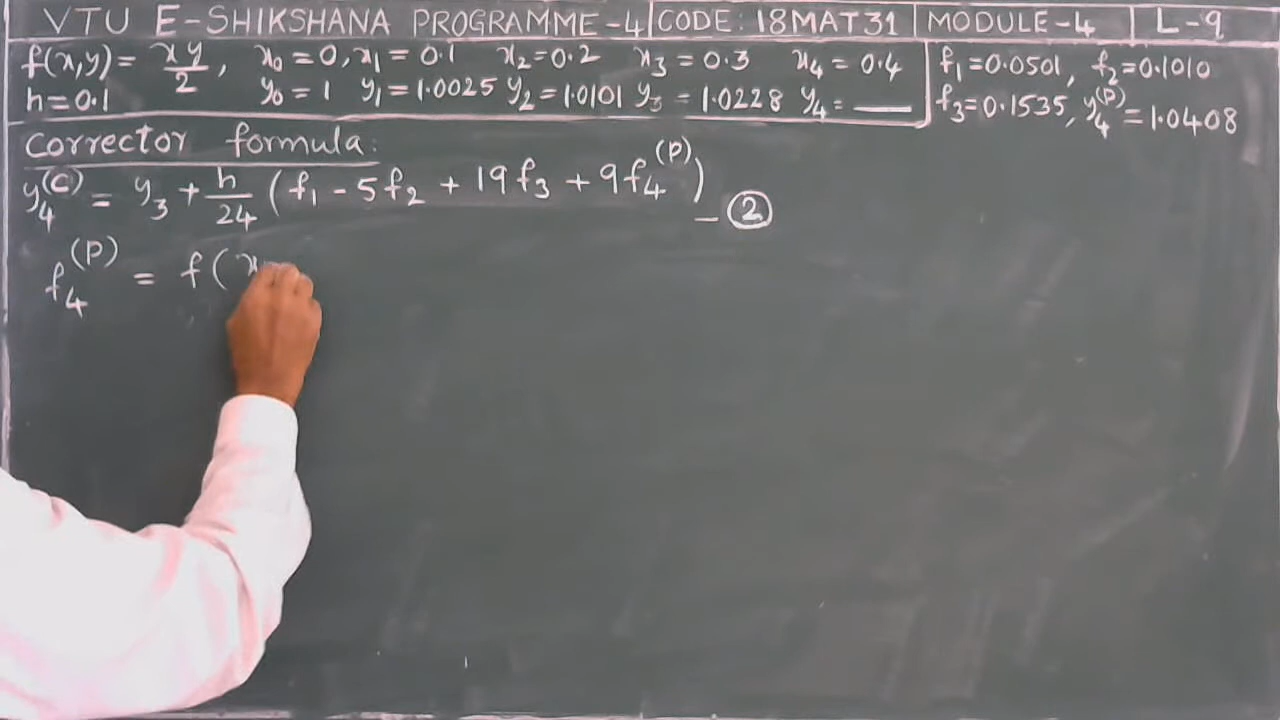 VTU E-SHIKSHANA PROGRAMME-4 CODE: 18MAT31 MODULE-4 L-9
f(x,y) = xy/2, x₀=0, x₁=0.1 x₂=0.2 x₃=0.3 x₄=0.4
h=0.1 y₀=1 y₁=1.0025 y₂=1.0101 y₃=1.0228 y₄=___
f₁=0.0501, f₂=0.1010
f₃=0.1535, y₄⁽ᵖ⁾=1.0408
Corrector formula:
y₄⁽ᶜ⁾ = y₃ + h/24 (f₁ - 5f₂ + 19f₃ + 9f₄⁽ᵖ⁾) — ②
f₄⁽ᵖ⁾ = f(x